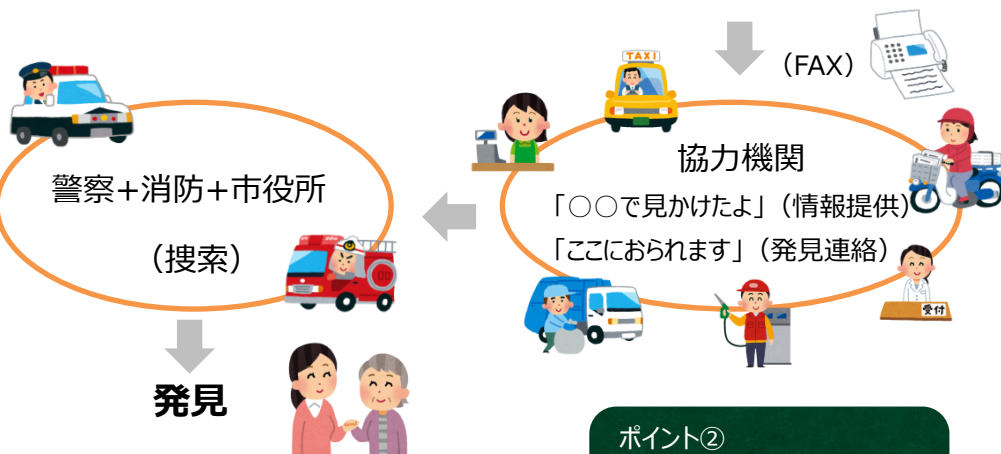 （FAX）
TAXI
協力機関
「○○で見かけたよ」（情報提供）
「ここにおられます」（発見連絡）
受付
警察+消防+市役所
（捜索）
発見
ポイント②